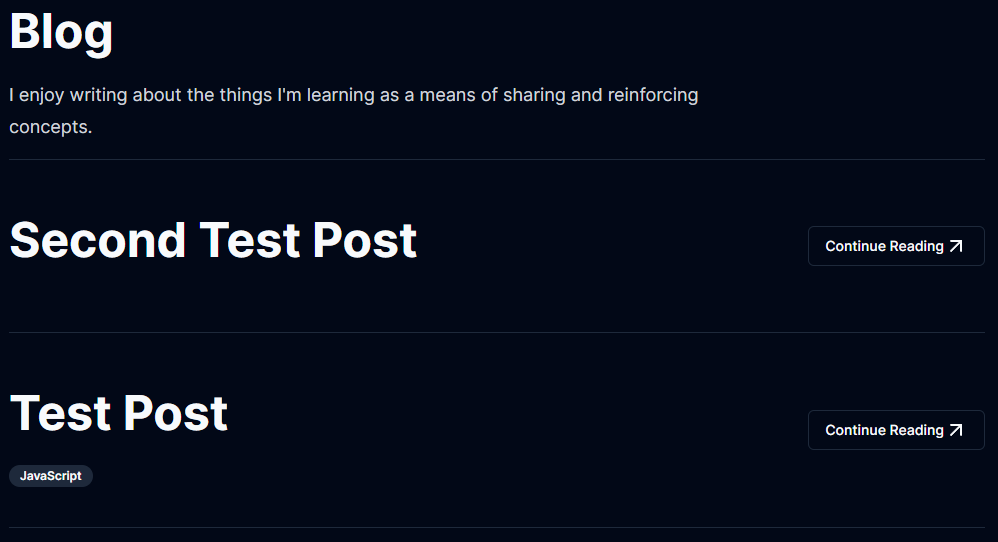 Blog
I enjoy writing about the things I'm learning as a means of sharing and reinforcing
concepts.
Second Test Post
Continue Reading
Test Post
Continue Reading
JavaScript